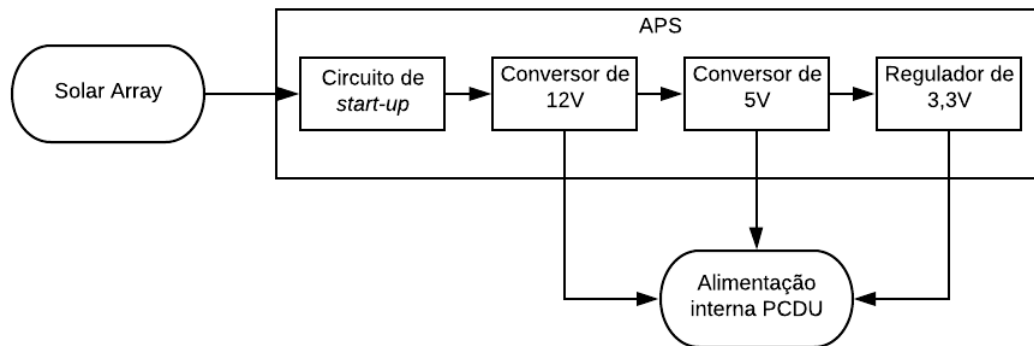 APS
Solar Array
Circuito de
start-up
Conversor de
12V
Conversor de
5V
Regulador de
3,3V
Alimentação
interna PCDU